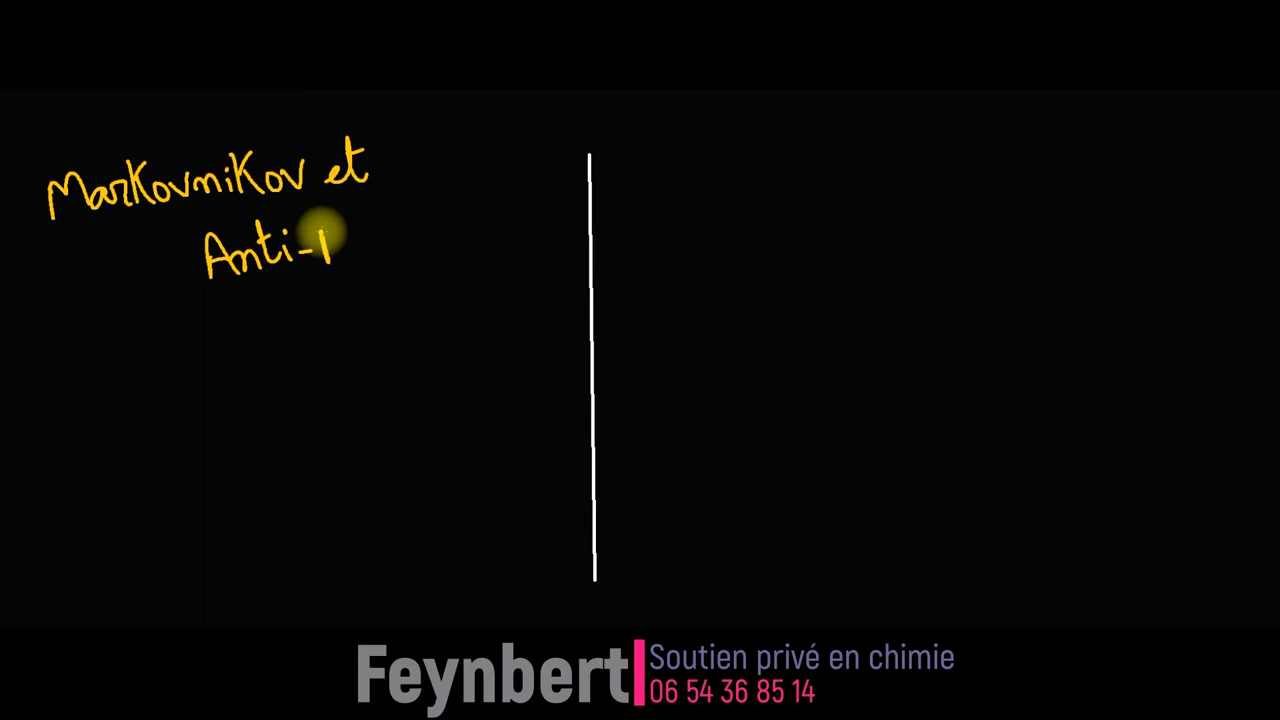 Markovnikov et
Anti-
Feynbert
Soutien privé en chimie
06 54 36 85 14